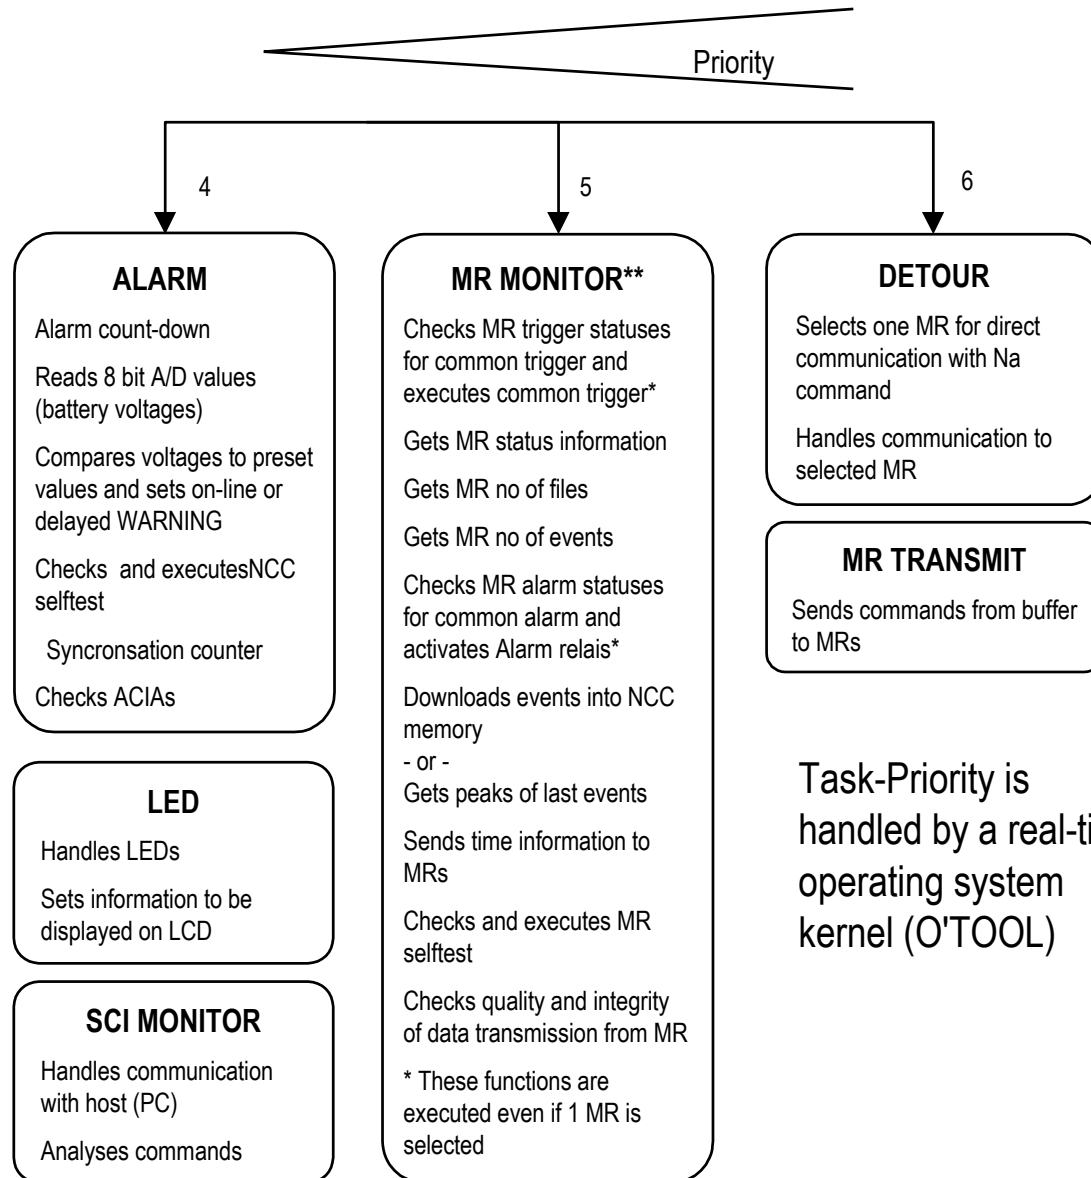 Priority
4
5
6
ALARM
Alarm count-down
Reads 8 bit A/D values
(battery voltages)
Compares voltages to preset
values and sets on-line or
delayed WARNING
Checks  and executesNCC
selftest
Syncronsation counter
Checks ACIAs
LED
Handles LEDs
Sets information to be
displayed on LCD
SCI MONITOR
Handles communication
with host (PC)
Analyses commands
MR MONITOR**
Checks MR trigger statuses
for common trigger and
executes common trigger*
Gets MR status information
Gets MR no of files
Gets MR no of events
Checks MR alarm statuses
for common alarm and
activates Alarm relais*
Downloads events into NCC
memory
- or -
Gets peaks of last events
Sends time information to
MRs
Checks and executes MR
selftest
Checks quality and integrity
of data transmission from MR
* These functions are
executed even if 1 MR is
selected
DETOUR
Selects one MR for direct
communication with Na
command
Handles communication to
selected MR
MR TRANSMIT
Sends commands from buffer
to MRs
Task-Priority is
handled by a real-ti
operating system
kernel (O'TOOL)